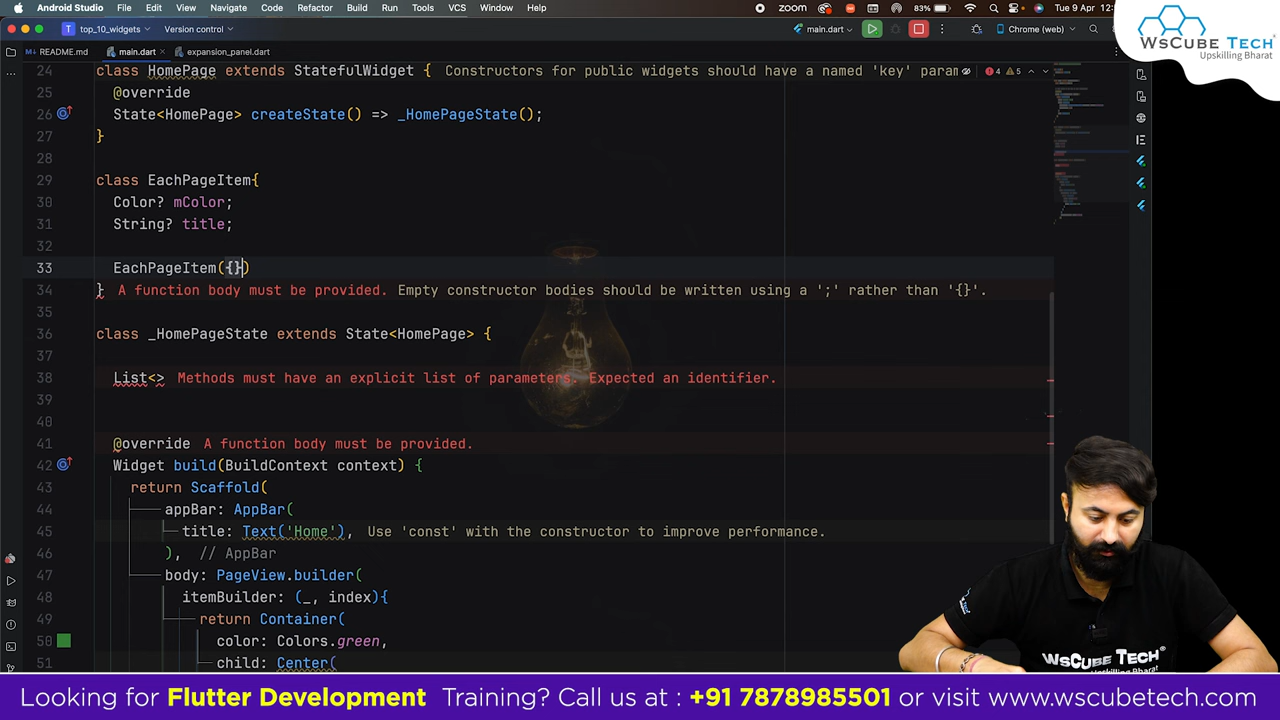 Android Studio File Edit View Navigate Code Refactor Build Run Tools VCS Window Help zoom 83% Tue 9 Apr 12:
T top_10_widgets Version control main.dart Chrome (web)
README.md main.dart expansion_panel.dart
24 class HomePage extends StatefulWidget { Constructors for public widgets should have a named 'key' param 4 5
25 @override
26 State<HomePage> createState() => _HomePageState();
27 }
28
29 class EachPageItem{
30 Color? mColor;
31 String? title;
32
33 EachPageItem({})
34 } A function body must be provided. Empty constructor bodies should be written using a ';' rather than '{}'.
35
36 class _HomePageState extends State<HomePage> {
37
38 List<> Methods must have an explicit list of parameters. Expected an identifier.
39
40
41 @override A function body must be provided.
42 Widget build(BuildContext context) {
43 return Scaffold(
44 appBar: AppBar(
45 title: Text('Home'), Use 'const' with the constructor to improve performance.
46 ), // AppBar
47 body: PageView.builder(
48 itemBuilder: (_, index){
49 return Container(
50 color: Colors.green,
51 child: Center(
WsCube Tech
Upskilling Bharat
WsCube Tech
Upskilling Bharat
Looking for Flutter Development Training? Call us at : +91 7878985501 or visit www.wscubetech.com